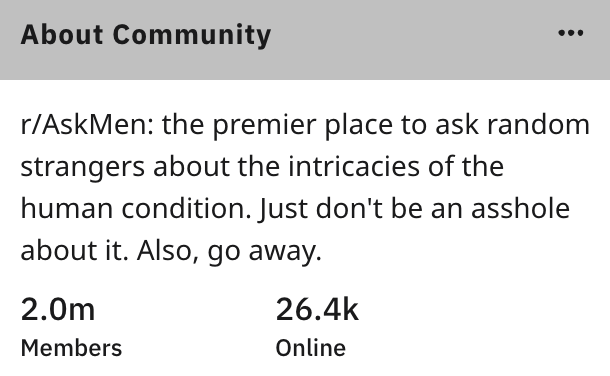 About Community
r/AskMen: the premier place to ask random
strangers about the intricacies of the
human condition. Just don't be an asshole
about it. Also, go away.
2.0m 26.4k
Members Online